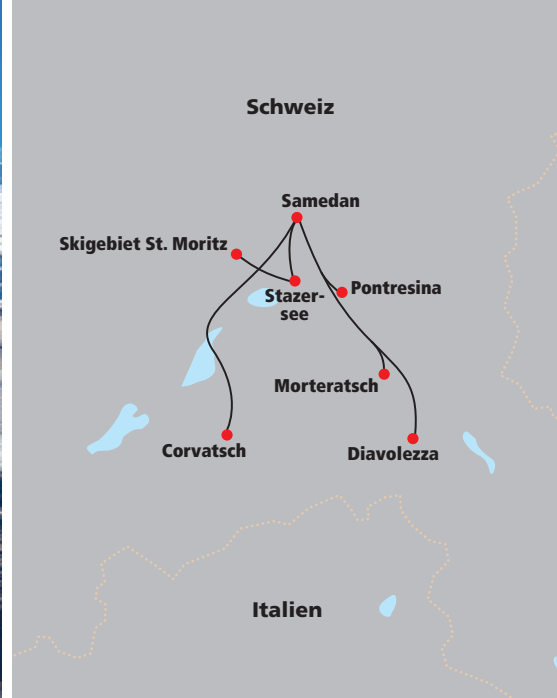 Schweiz
Samedan
Skigebiet St. Moritz
Stazer-
see
Pontresina
Morteratsch
Corvatsch
Diavolezza
Italien